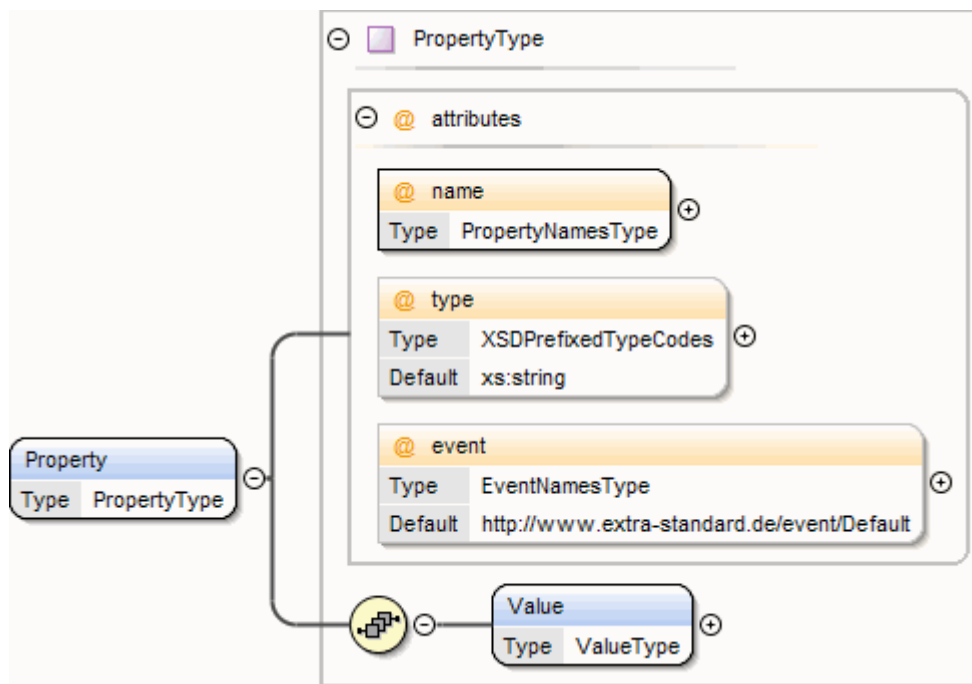 PropertyType
@ attributes
@ name
Type PropertyNamesType
@ type
Type XSDPrefixedTypeCodes
Default xs:string
@ event
Type EventNamesType
Default http://www.extra-standard.de/event/Default
Property
Type PropertyType
Value
Type ValueType